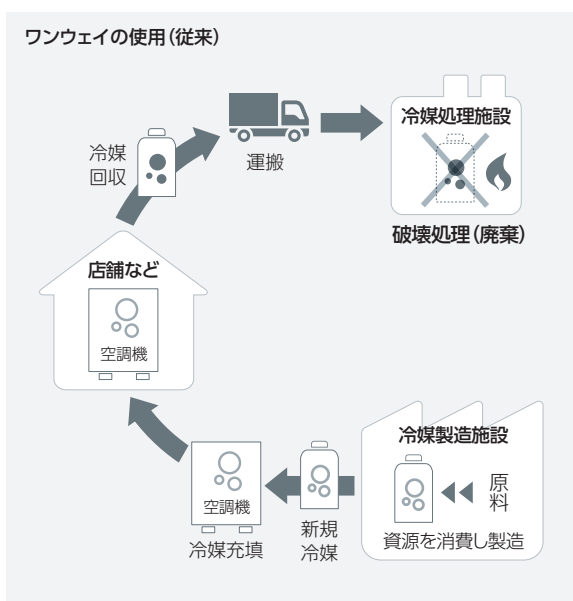 ワンウェイの使用(従来)
冷媒
回収
運搬
冷媒処理施設
破壊処理(廃棄)
店舗など
空調機
冷媒製造施設
原
料
資源を消費し製造
新規
冷媒
空調機
冷媒充填